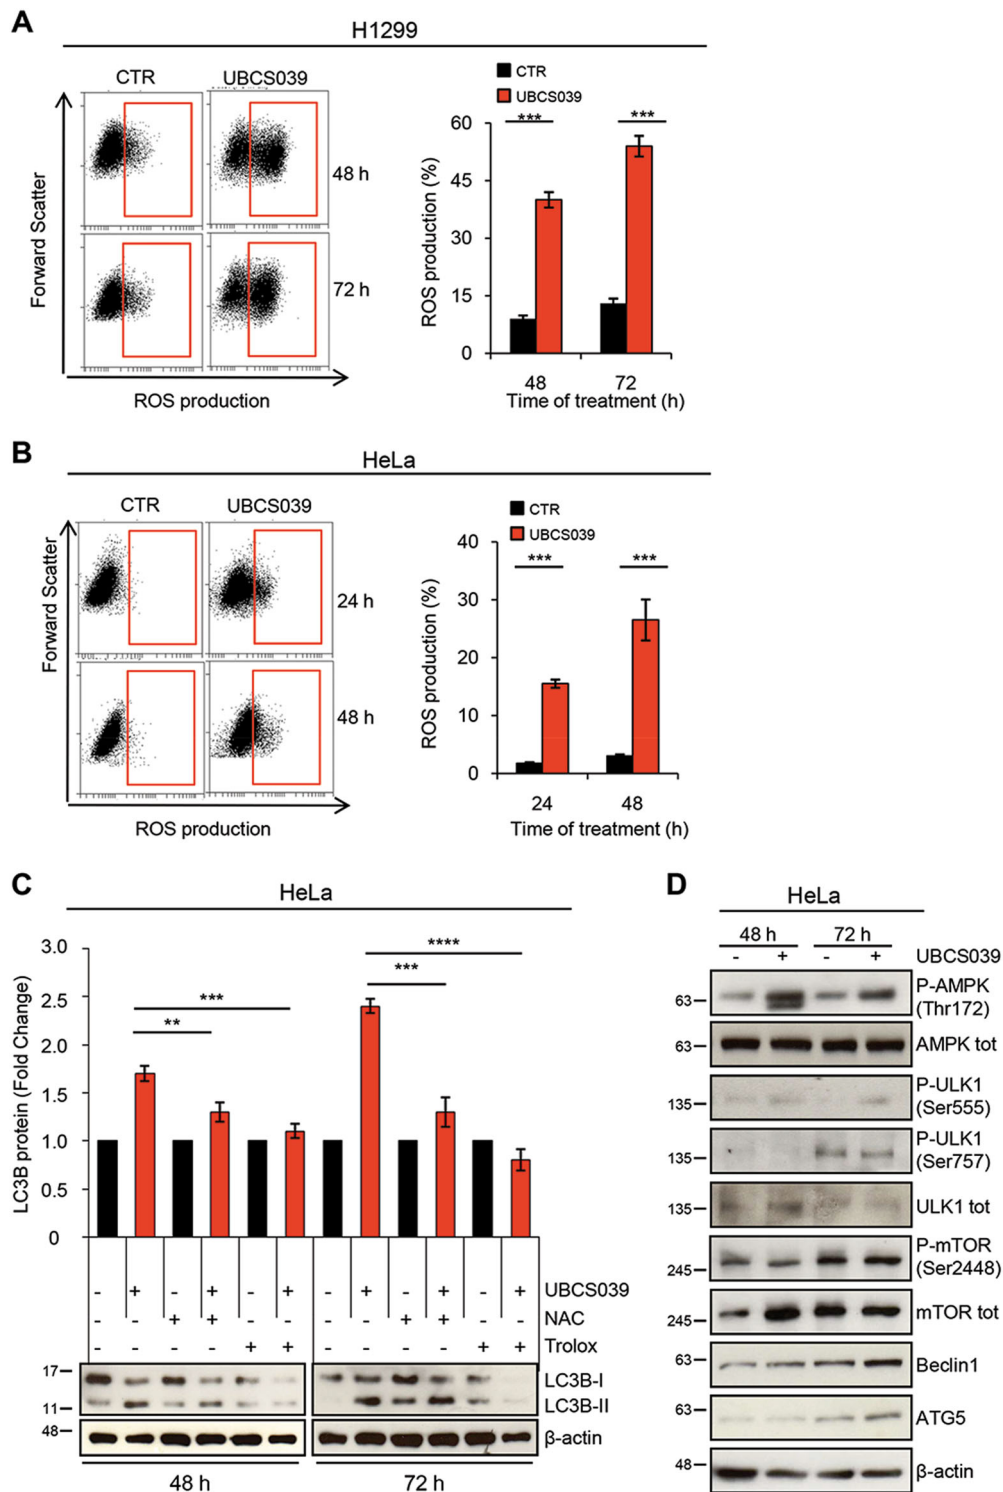 A
H1299
CTR
UBCS039
48 h
72 h
Forward Scatter
ROS production
CTR
UBCS039
*** ***
60
45
30
15
0
ROS production (%)
48 72
Time of treatment (h)
B
HeLa
CTR
UBCS039
24 h
48 h
Forward Scatter
ROS production
CTR
UBCS039
*** ***
40
30
20
10
0
ROS production (%)
24 48
Time of treatment (h)
C
HeLa
LC3B protein (Fold Change)
3.0
2.5
2.0
1.5
1.0
0.5
0
****
***
***
**
- + - + - + - + - + - + UBCS039
- - + + - - - - + + - - NAC
- - - - + + - - - - + + Trolox
17
11
48
LC3B-I
LC3B-II
β-actin
48 h 72 h
D
HeLa
48 h 72 h
- + - + UBCS039
63 P-AMPK
(Thr172)
63 AMPK tot
135 P-ULK1
(Ser555)
135 P-ULK1
(Ser757)
135 ULK1 tot
245 P-mTOR
(Ser2448)
245 mTOR tot
63 Beclin1
63 ATG5
48 β-actin